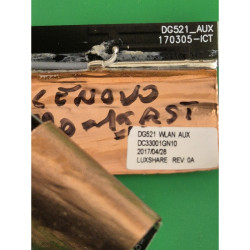 DG521_AUX
170305-ICT
LENOVO
DG521 WLAN AUX
DC33001GN10
2017/04/28
LUXSHARE REV: 0A